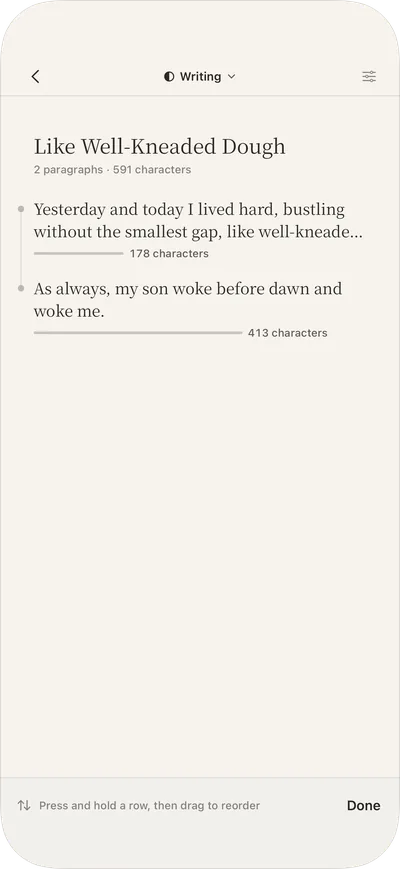 Writing
Like Well-Kneaded Dough
2 paragraphs · 591 characters
Yesterday and today I lived hard, bustling
without the smallest gap, like well-kneade...
178 characters
As always, my son woke before dawn and
woke me.
413 characters
Press and hold a row, then drag to reorder
Done